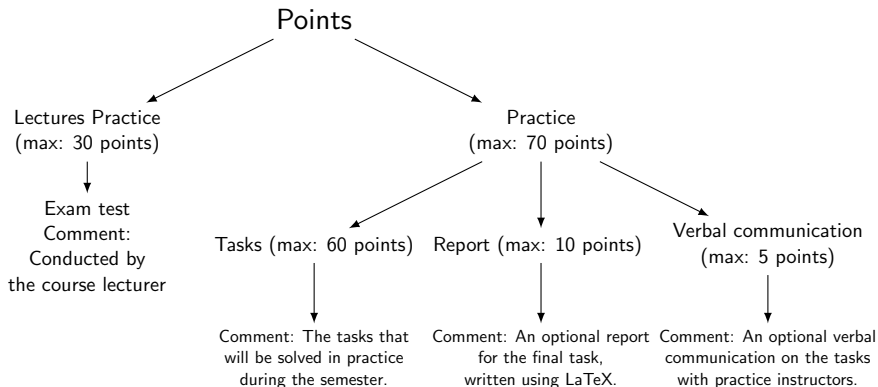 Points
Lectures Practice
(max: 30 points)
Practice
(max: 70 points)
Exam test
Comment:
Conducted by
the course lecturer
Tasks (max: 60 points)
Report (max: 10 points)
Verbal communication
(max: 5 points)
Comment: The tasks that
will be solved in practice
during the semester.
Comment: An optional report
for the final task,
written using LaTeX.
Comment: An optional verbal
communication on the tasks
with practice instructors.